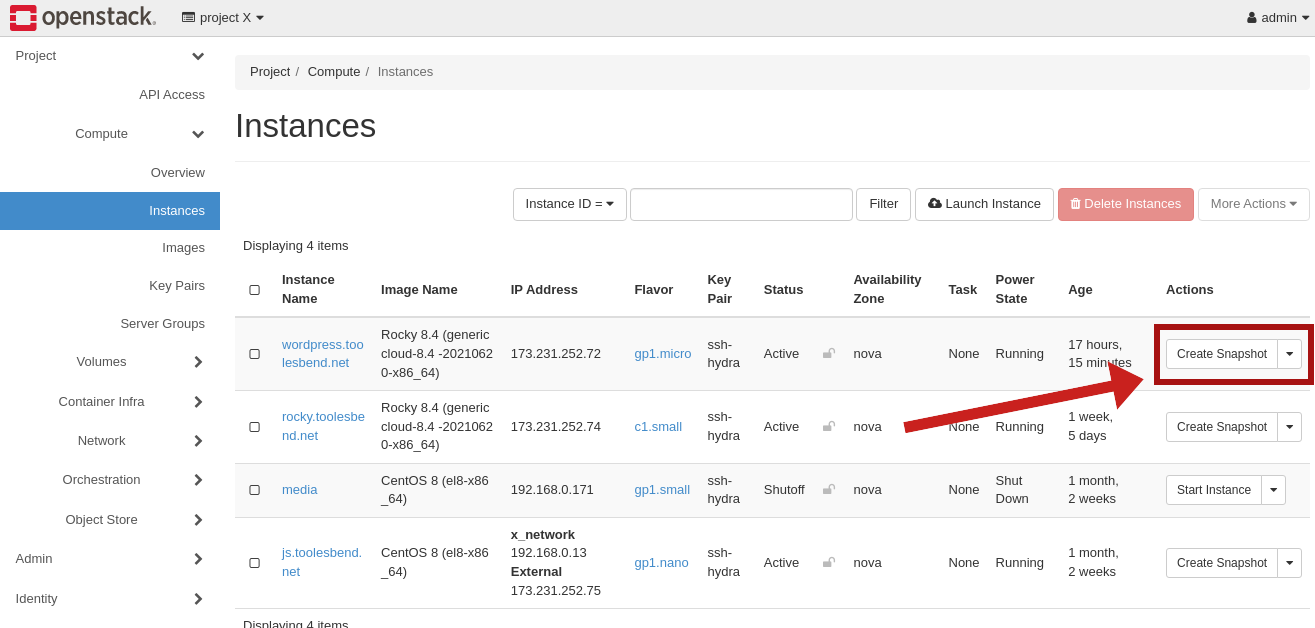 openstack. project X admin
Project
API Access
Compute
Overview
Instances
Images
Key Pairs
Server Groups
Volumes
Container Infra
Network
Orchestration
Object Store
Admin
Identity
Project / Compute / Instances
Instances
Instance ID = Filter Launch Instance Delete Instances More Actions
Displaying 4 items
Instance Name Image Name IP Address Flavor Key Pair Status Availability Zone Task Power State Age Actions
wordpress.toolesbend.net Rocky 8.4 (generic cloud-8.4 -20210620-x86_64) 173.231.252.72 gp1.micro ssh-hydra Active nova None Running 17 hours, 15 minutes Create Snapshot
rocky.toolesbend.net Rocky 8.4 (generic cloud-8.4 -20210620-x86_64) 173.231.252.74 c1.small ssh-hydra Active nova None Running 1 week, 5 days Create Snapshot
media CentOS 8 (el8-x86_64) 192.168.0.171 gp1.small ssh-hydra Shutoff nova None Shut Down 1 month, 2 weeks Start Instance
js.toolesbend.net CentOS 8 (el8-x86_64) x_network 192.168.0.13 External 173.231.252.75 gp1.nano ssh-hydra Active nova None Running 1 month, 2 weeks Create Snapshot
Displaying 4 items